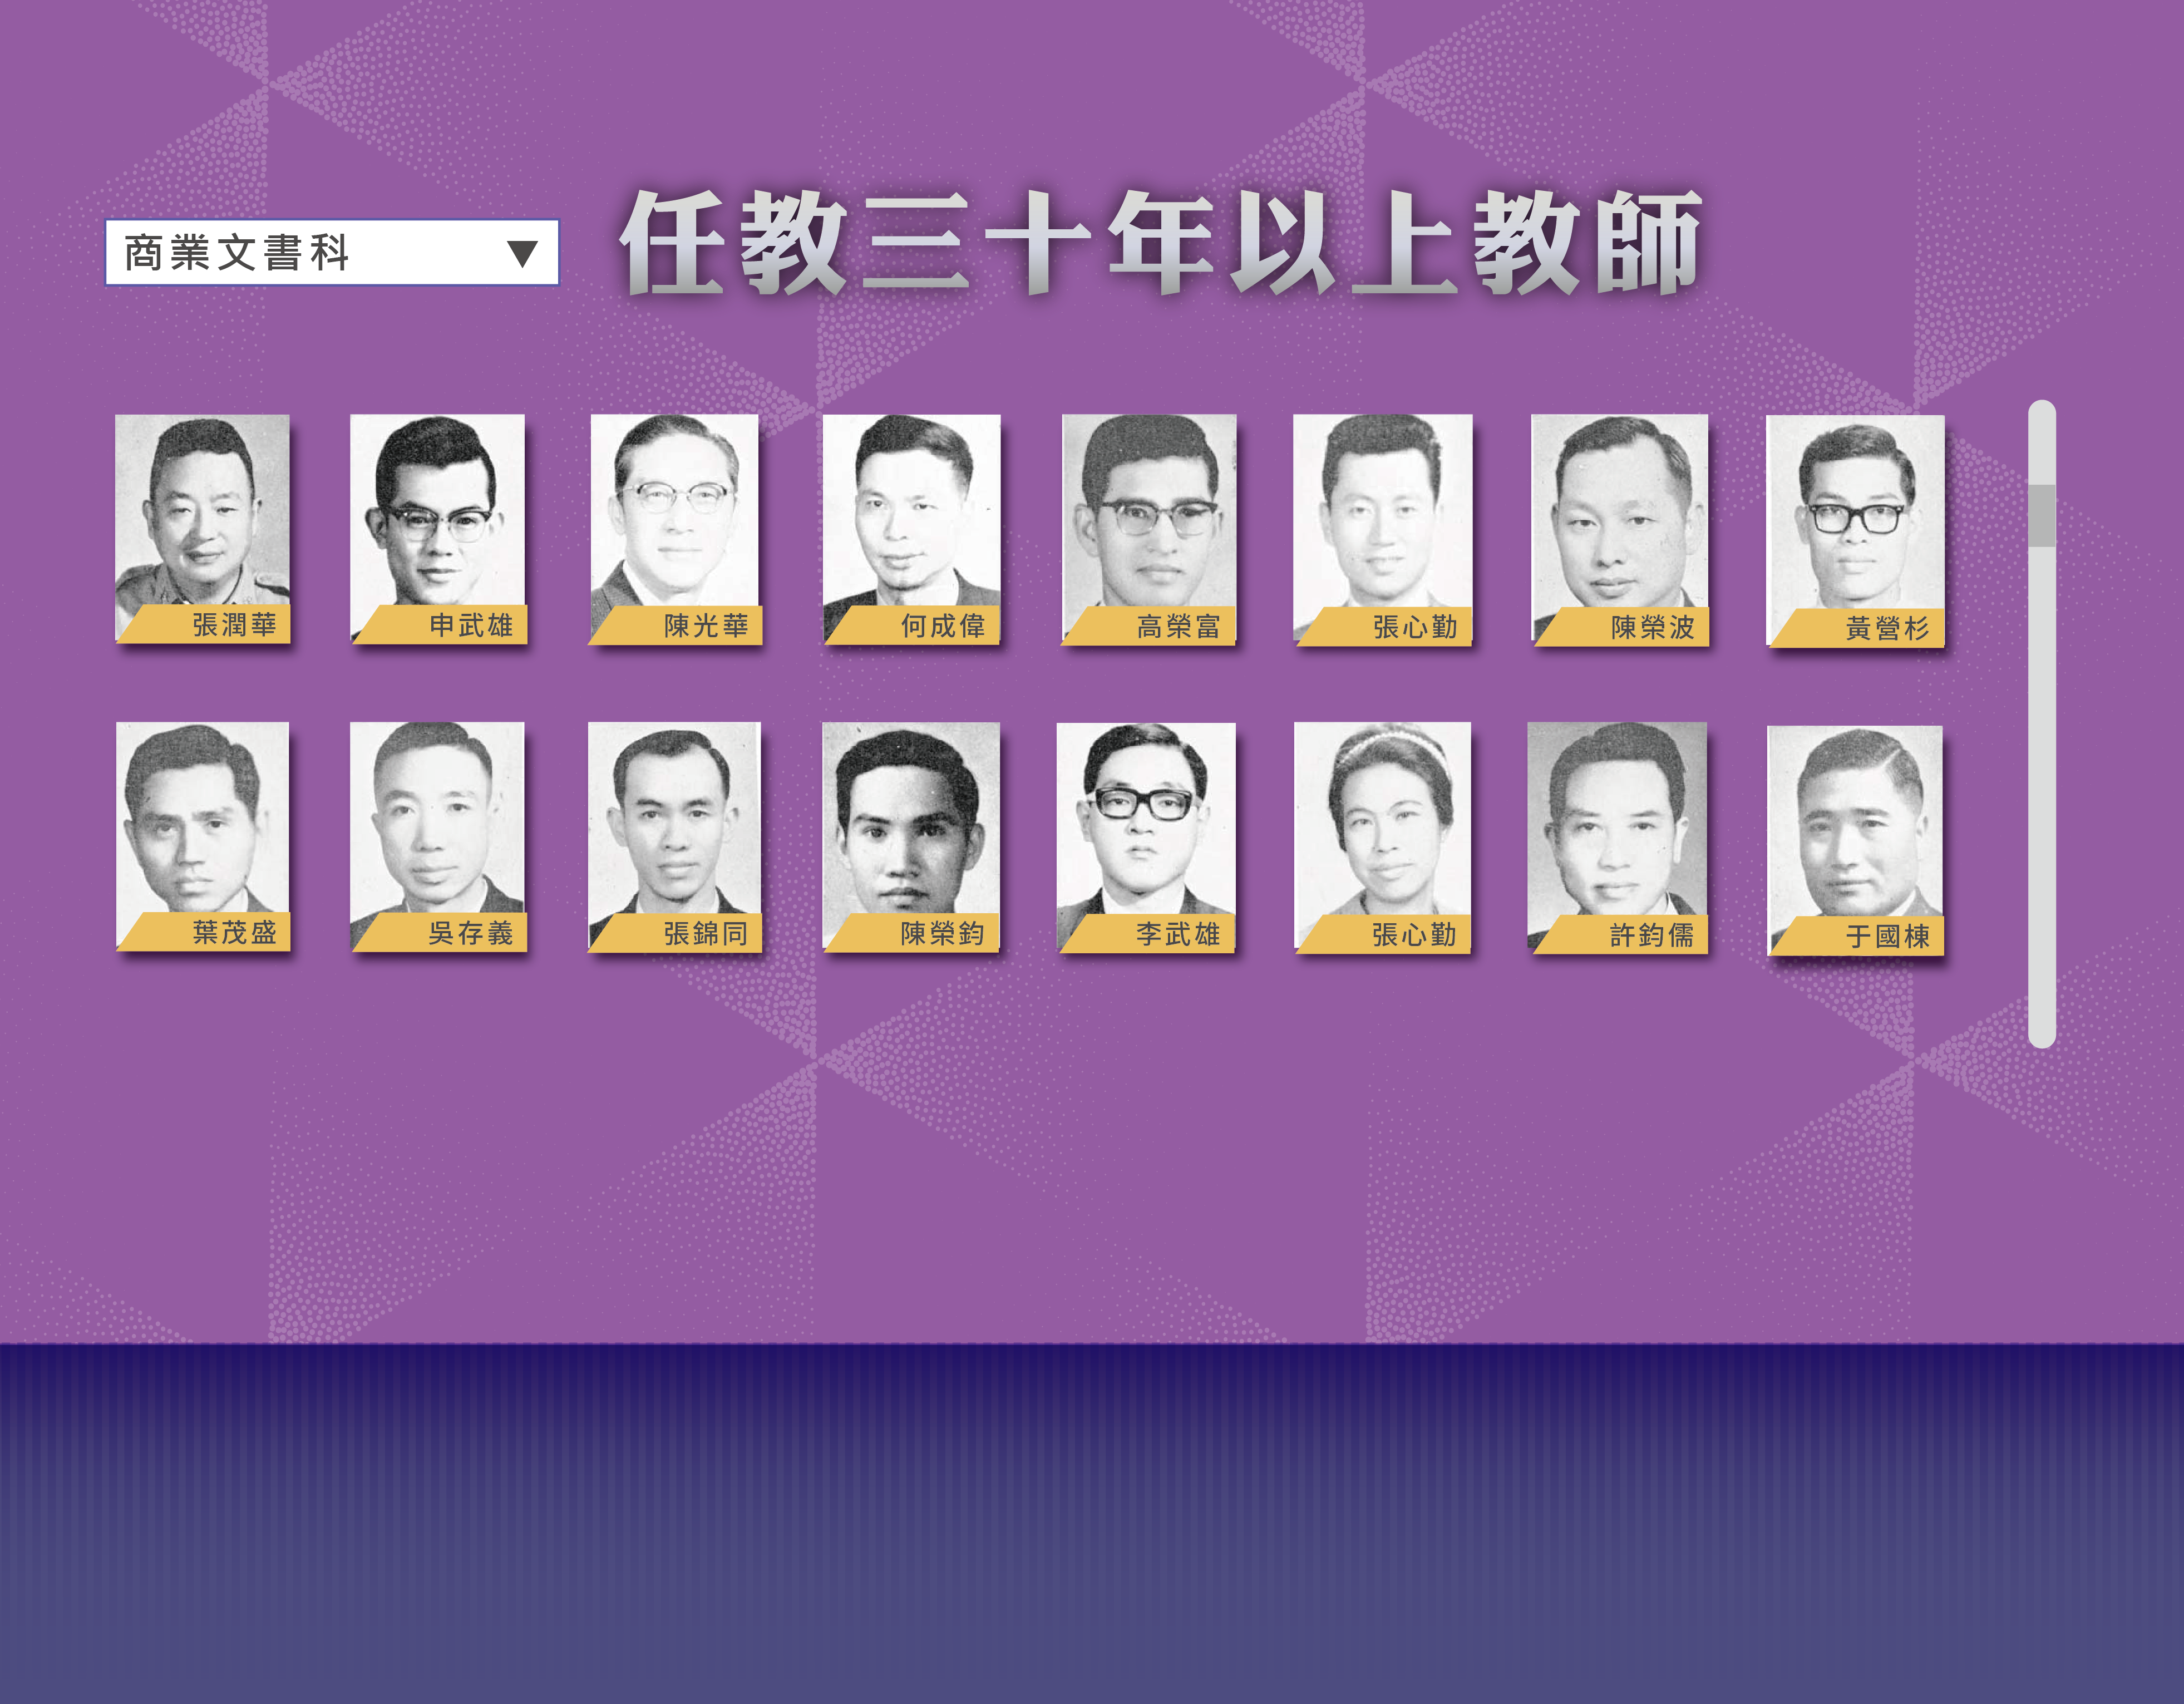 商業文書科 ▼
任教三十年以上教師
張潤華
申武雄
陳光華
何成偉
高榮富
張心勤
陳榮波
黃營杉
葉茂盛
吳存義
張錦同
陳榮鈞
李武雄
張心勤
許鈞儒
于國棟